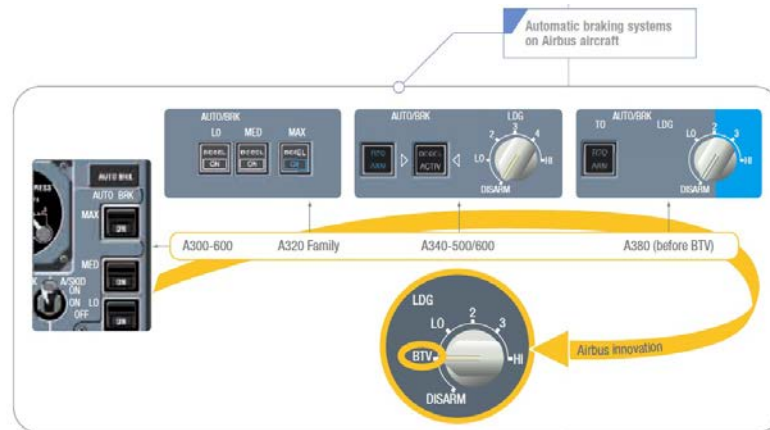 Automatic braking systems
on Airbus aircraft
AUTO/BRK
LO MED MAX
DECEL DECEL DECEL
ON ON ON
AUTO/BRK LDG
RTO
ARM
DECEL
ACTIV
LO 2 3 4 HI
DISARM
AUTO/BRK
TO LDG
RTO
ARM
LO 2 3 HI
DISARM
AUTO BRK
AUTO BRK
MAX
ON
MED
ON
A/SKID
ON
ON LO
OFF
ON
A300-600 A320 Family A340-500/600 A380 (before BTV)
LDG
LO 2 3 HI
BTV
DISARM
Airbus innovation